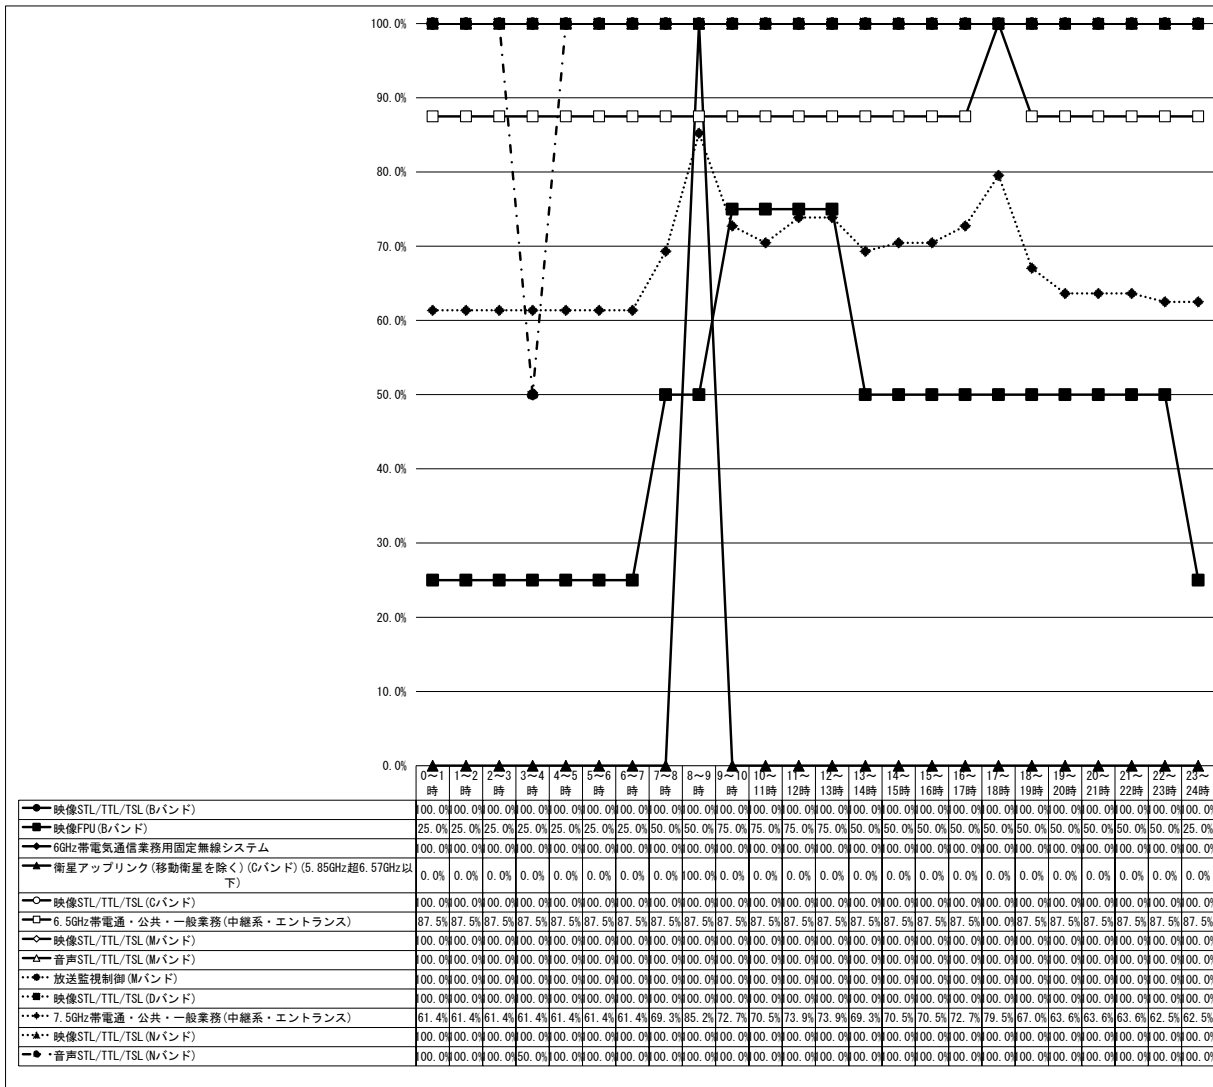 100.0%
90.0%
80.0%
70.0%
60.0%
50.0%
40.0%
30.0%
20.0%
10.0%
0.0%
0～1時 1～2時 2～3時 3～4時 4～5時 5～6時 6～7時 7～8時 8～9時 9～10時 10～11時 11～12時 12～13時 13～14時 14～15時 15～16時 16～17時 17～18時 18～19時 19～20時 20～21時 21～22時 22～23時 23～24時
映像STL/TTL/TSL(Bバンド) 100.0% 100.0% 100.0% 100.0% 100.0% 100.0% 100.0% 100.0% 100.0% 100.0% 100.0% 100.0% 100.0% 100.0% 100.0% 100.0% 100.0% 100.0% 100.0% 100.0% 100.0% 100.0% 100.0% 100.0%
映像FPU(Bバンド) 25.0% 25.0% 25.0% 25.0% 25.0% 25.0% 25.0% 50.0% 50.0% 75.0% 75.0% 75.0% 75.0% 50.0% 50.0% 50.0% 50.0% 50.0% 50.0% 50.0% 50.0% 50.0% 50.0% 25.0%
6GHz帯電気通信業務用固定無線システム 100.0% 100.0% 100.0% 100.0% 100.0% 100.0% 100.0% 100.0% 100.0% 100.0% 100.0% 100.0% 100.0% 100.0% 100.0% 100.0% 100.0% 100.0% 100.0% 100.0% 100.0% 100.0% 100.0% 100.0%
衛星アップリンク(移動衛星を除く)(Cバンド)(5.85GHz超6.57GHz以下) 0.0% 0.0% 0.0% 0.0% 0.0% 0.0% 0.0% 0.0% 100.0% 0.0% 0.0% 0.0% 0.0% 0.0% 0.0% 0.0% 0.0% 0.0% 0.0% 0.0% 0.0% 0.0% 0.0% 0.0%
映像STL/TTL/TSL(Cバンド) 100.0% 100.0% 100.0% 100.0% 100.0% 100.0% 100.0% 100.0% 100.0% 100.0% 100.0% 100.0% 100.0% 100.0% 100.0% 100.0% 100.0% 100.0% 100.0% 100.0% 100.0% 100.0% 100.0% 100.0%
6.5GHz帯電通・公共・一般業務(中継系・エントランス) 87.5% 87.5% 87.5% 87.5% 87.5% 87.5% 87.5% 87.5% 87.5% 87.5% 87.5% 87.5% 87.5% 87.5% 87.5% 87.5% 87.5% 100.0% 87.5% 87.5% 87.5% 87.5% 87.5% 87.5%
映像STL/TTL/TSL(Mバンド) 100.0% 100.0% 100.0% 100.0% 100.0% 100.0% 100.0% 100.0% 100.0% 100.0% 100.0% 100.0% 100.0% 100.0% 100.0% 100.0% 100.0% 100.0% 100.0% 100.0% 100.0% 100.0% 100.0% 100.0%
音声STL/TTL/TSL(Mバンド) 100.0% 100.0% 100.0% 100.0% 100.0% 100.0% 100.0% 100.0% 100.0% 100.0% 100.0% 100.0% 100.0% 100.0% 100.0% 100.0% 100.0% 100.0% 100.0% 100.0% 100.0% 100.0% 100.0% 100.0%
放送監視制御(Mバンド) 100.0% 100.0% 100.0% 100.0% 100.0% 100.0% 100.0% 100.0% 100.0% 100.0% 100.0% 100.0% 100.0% 100.0% 100.0% 100.0% 100.0% 100.0% 100.0% 100.0% 100.0% 100.0% 100.0% 100.0%
映像STL/TTL/TSL(Dバンド) 100.0% 100.0% 100.0% 100.0% 100.0% 100.0% 100.0% 100.0% 100.0% 100.0% 100.0% 100.0% 100.0% 100.0% 100.0% 100.0% 100.0% 100.0% 100.0% 100.0% 100.0% 100.0% 100.0% 100.0%
7.5GHz帯電通・公共・一般業務(中継系・エントランス) 61.4% 61.4% 61.4% 61.4% 61.4% 61.4% 61.4% 69.3% 85.2% 72.7% 70.5% 73.9% 73.9% 69.3% 70.5% 70.5% 72.7% 79.5% 67.0% 63.6% 63.6% 63.6% 62.5% 62.5%
映像STL/TTL/TSL(Nバンド) 100.0% 100.0% 100.0% 100.0% 100.0% 100.0% 100.0% 100.0% 100.0% 100.0% 100.0% 100.0% 100.0% 100.0% 100.0% 100.0% 100.0% 100.0% 100.0% 100.0% 100.0% 100.0% 100.0% 100.0%
音声STL/TTL/TSL(Nバンド) 100.0% 100.0% 100.0% 50.0% 100.0% 100.0% 100.0% 100.0% 100.0% 100.0% 100.0% 100.0% 100.0% 100.0% 100.0% 100.0% 100.0% 100.0% 100.0% 100.0% 100.0% 100.0% 100.0% 100.0%